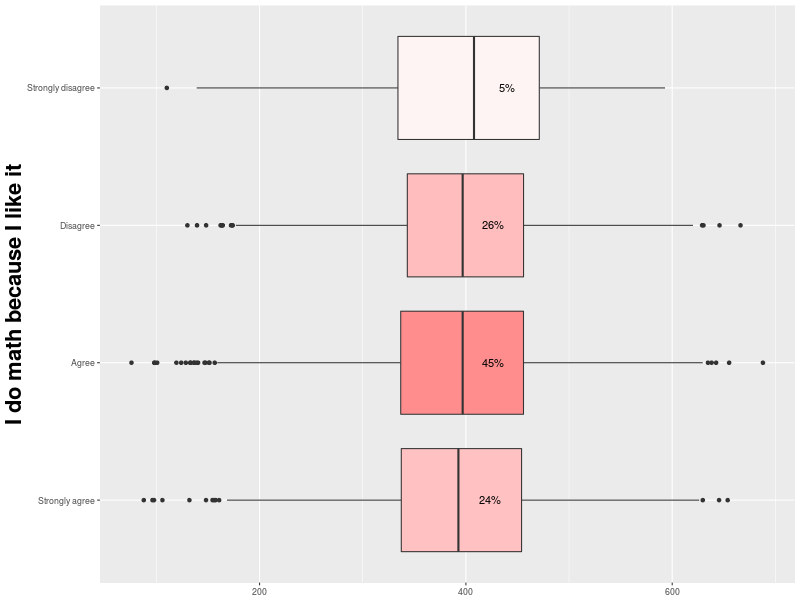 I do math because I like it
Strongly disagree
5%
Disagree
26%
Agree
45%
Strongly agree
24%
200
400
600